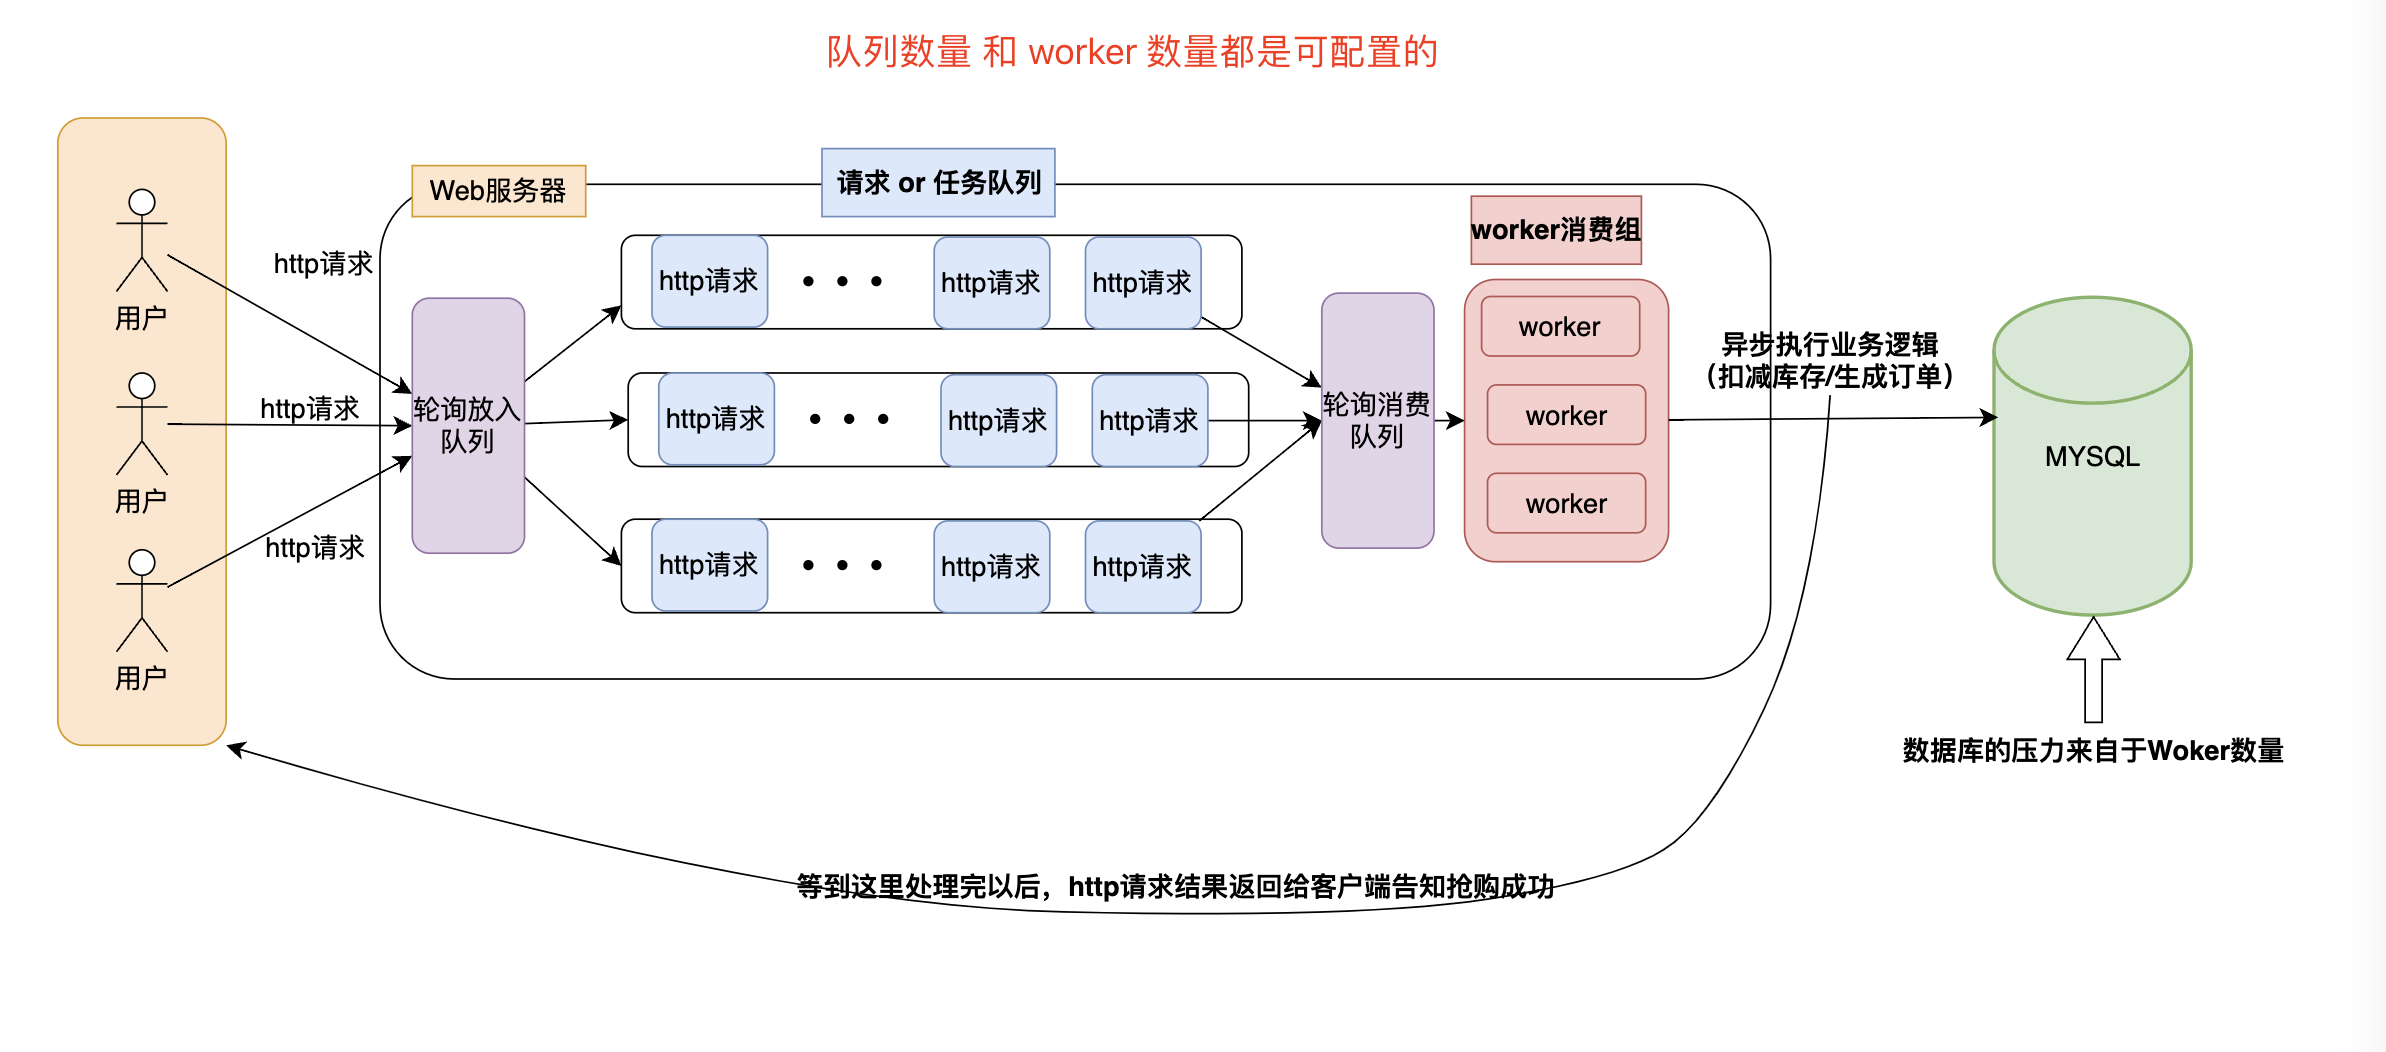 队列数量 和 worker 数量都是可配置的
Web服务器
请求 or 任务队列
worker消费组
用户
用户
用户
http请求
http请求
http请求
轮询放入
队列
http请求
http请求
http请求
http请求
http请求
http请求
http请求
http请求
http请求
轮询消费
队列
worker
worker
worker
异步执行业务逻辑
（扣减库存/生成订单）
MYSQL
数据库的压力来自于Woker数量
等到这里处理完以后，http请求结果返回给客户端告知抢购成功